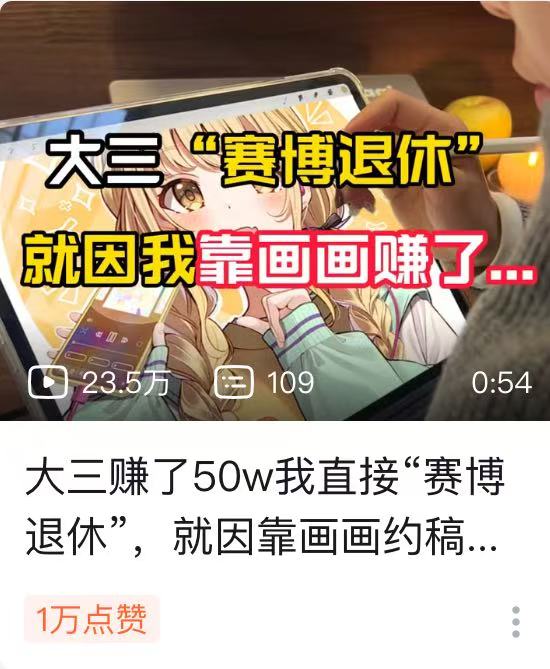 大三“赛博退休”
就因我靠画画赚了...
23.5万 109 0:54
大三赚了50w我直接“赛博
退休”，就因靠画画约稿...
1万点赞